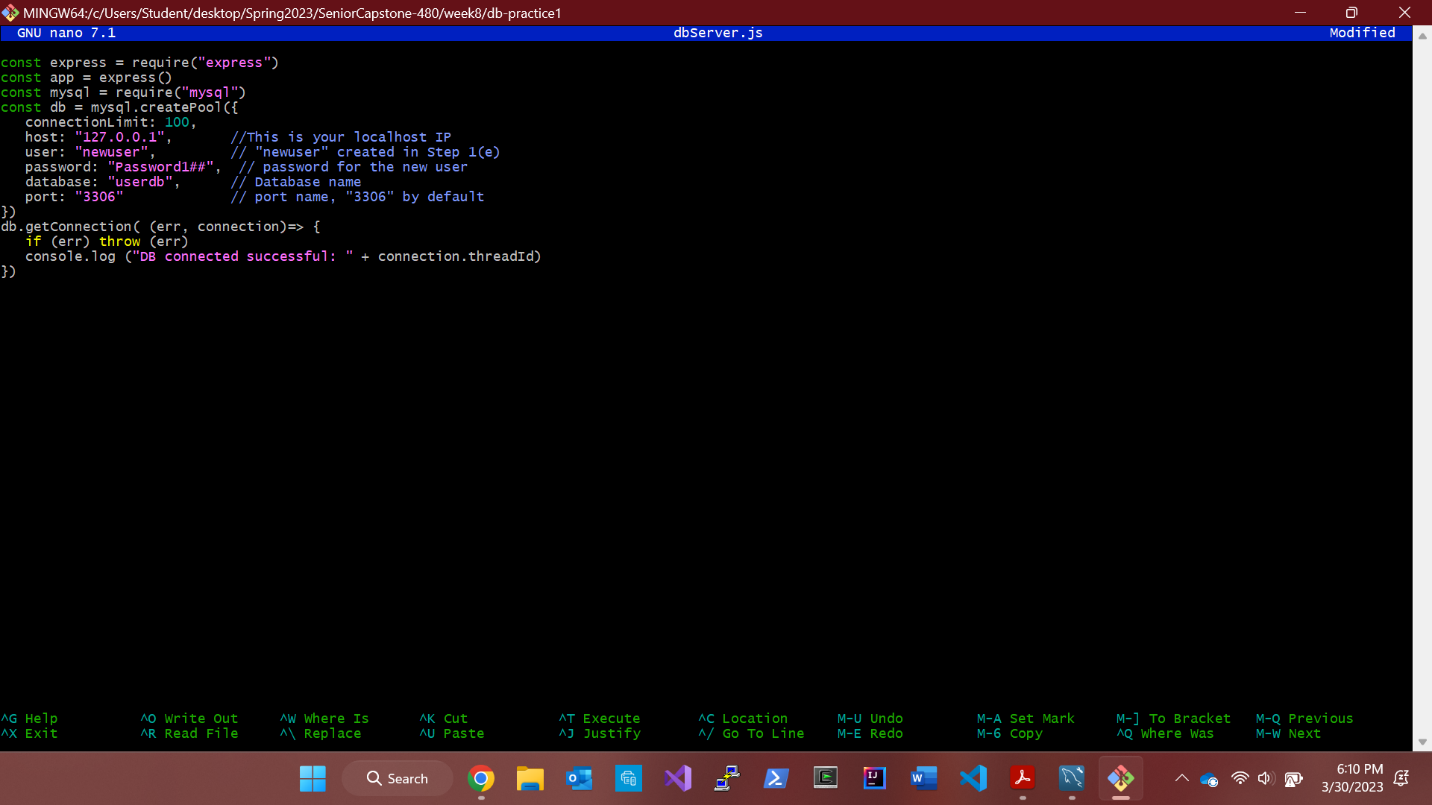 MINGW64:/c/Users/Student/desktop/Spring2023/SeniorCapstone-480/week8/db-practice1
GNU nano 7.1 dbServer.js Modified
const express = require("express")
const app = express()
const mysql = require("mysql")
const db = mysql.createPool({
   connectionLimit: 100,
   host: "127.0.0.1",       //This is your localhost IP
   user: "newuser",         // "newuser" created in Step 1(e)
   password: "Password1##",  // password for the new user
   database: "userdb",      // Database name
   port: "3306"             // port name, "3306" by default
})
db.getConnection( (err, connection)=> {
   if (err) throw (err)
   console.log ("DB connected successful: " + connection.threadId)
})
^G Help ^O Write Out ^W Where Is ^K Cut ^T Execute ^C Location M-U Undo M-A Set Mark M-] To Bracket M-Q Previous
^X Exit ^R Read File ^\ Replace ^U Paste ^J Justify ^/ Go To Line M-E Redo M-6 Copy ^Q Where Was M-W Next
Search
6:10 PM
3/30/2023